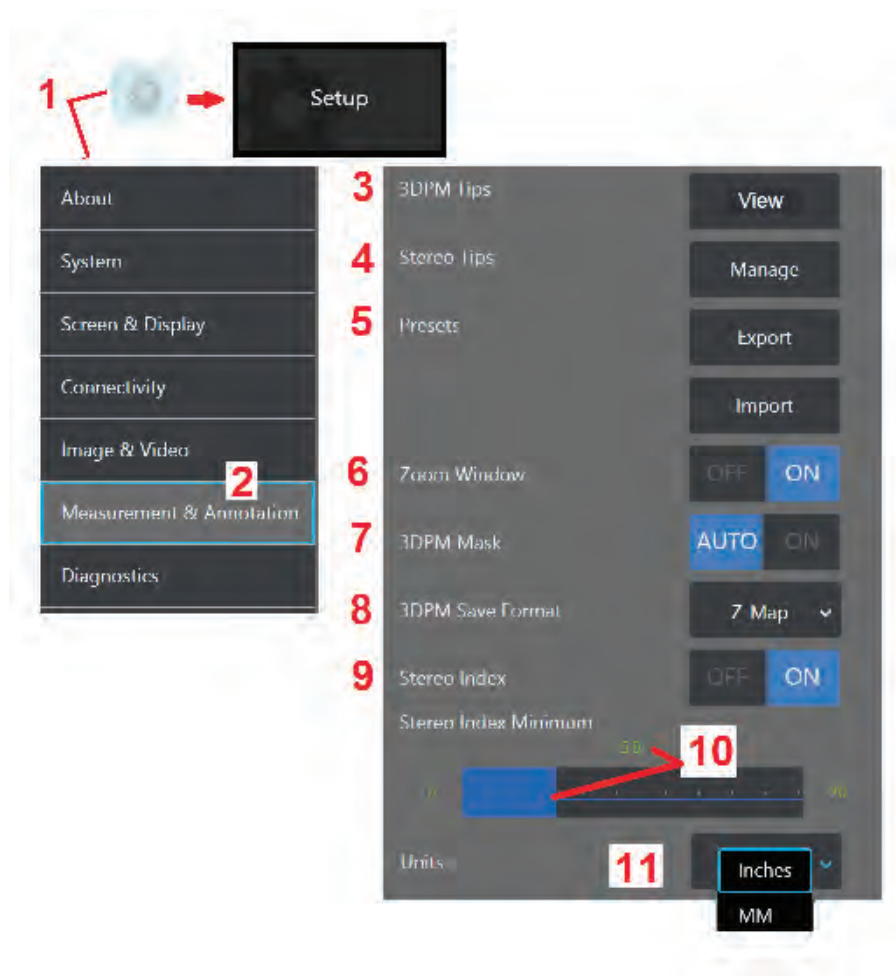 1
Setup
About
System
Screen & Display
Connectivity
Image & Video
2
Measurement & Annotation
Diagnostics
3 3DPM Tips View
4 Stereo Tips Manage
5 Presets Export
Import
6 Zoom Window OFF ON
7 3DPM Mask AUTO ON
8 3DPM Save Format Z Map
9 Stereo Index OFF ON
Stereo Index Minimum
10
0
Units 11 Inches
MM